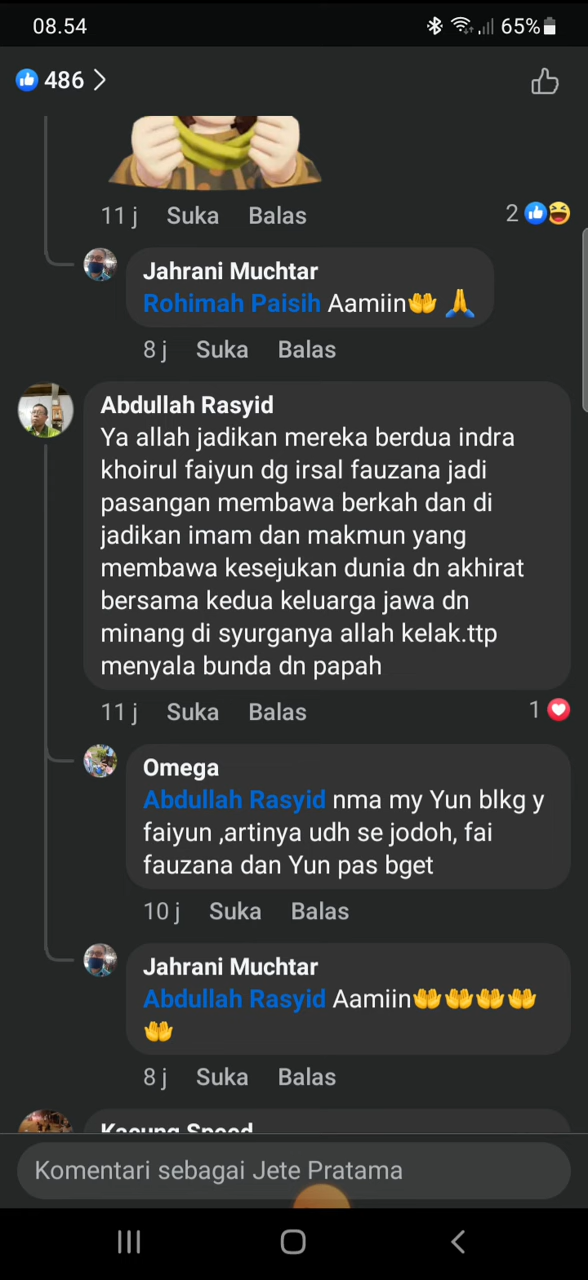 08.54
65%
486
11 j Suka Balas
2
Jahrani Muchtar
Rohimah Paisih Aamiin🤲 🙏
8 j Suka Balas
Abdullah Rasyid
Ya allah jadikan mereka berdua indra
khoirul faiyun dg irsal fauzana jadi
pasangan membawa berkah dan di
jadikan imam dan makmun yang
membawa kesejukan dunia dn akhirat
bersama kedua keluarga jawa dn
minang di syurganya allah kelak.ttp
menyala bunda dn papah
11 j Suka Balas
1
Omega
Abdullah Rasyid nma my Yun blkg y
faiyun ,artinya udh se jodoh, fai
fauzana dan Yun pas bget
10 j Suka Balas
Jahrani Muchtar
Abdullah Rasyid Aamiin🤲🤲🤲🤲
🤲
8 j Suka Balas
Komentari sebagai Jete Pratama